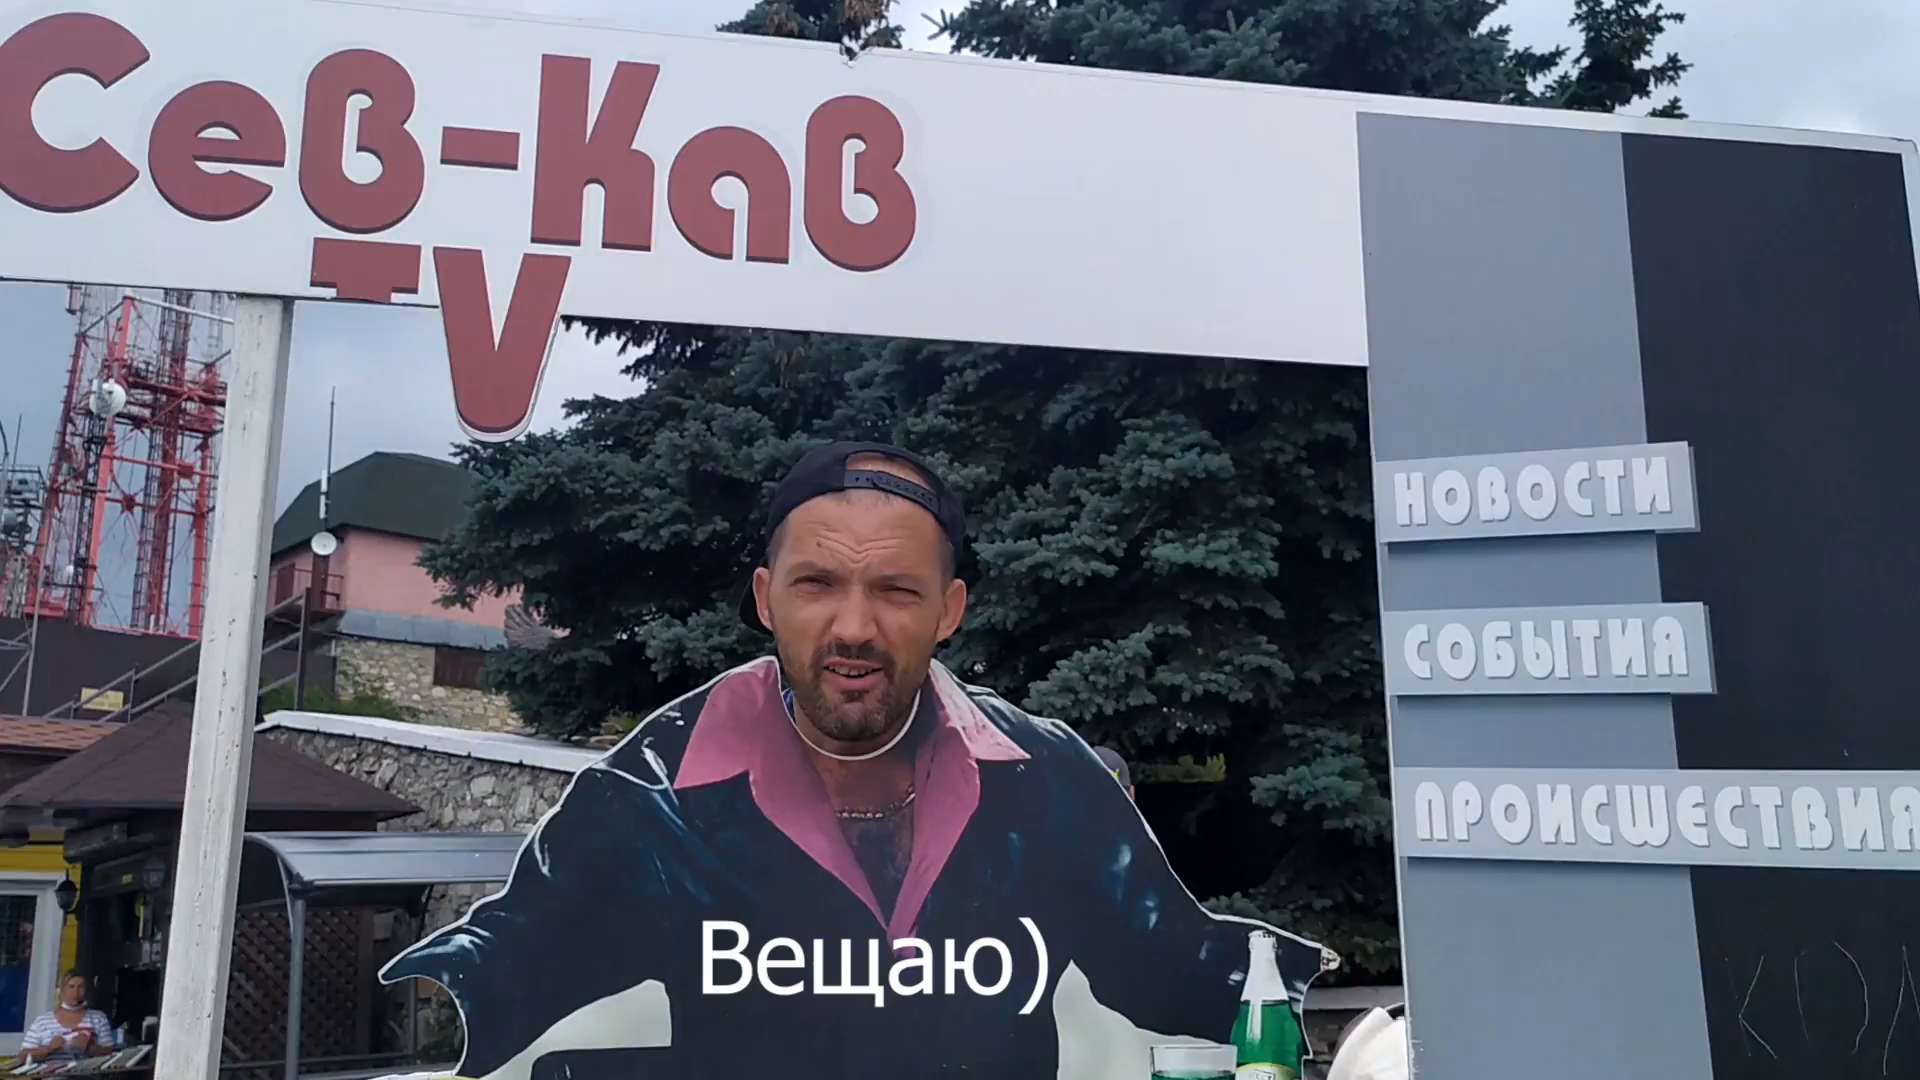 Сев-Кав
TV
НОВОСТИ
СОБЫТИЯ
ПРОИСШЕСТВИЯ
Вещаю)